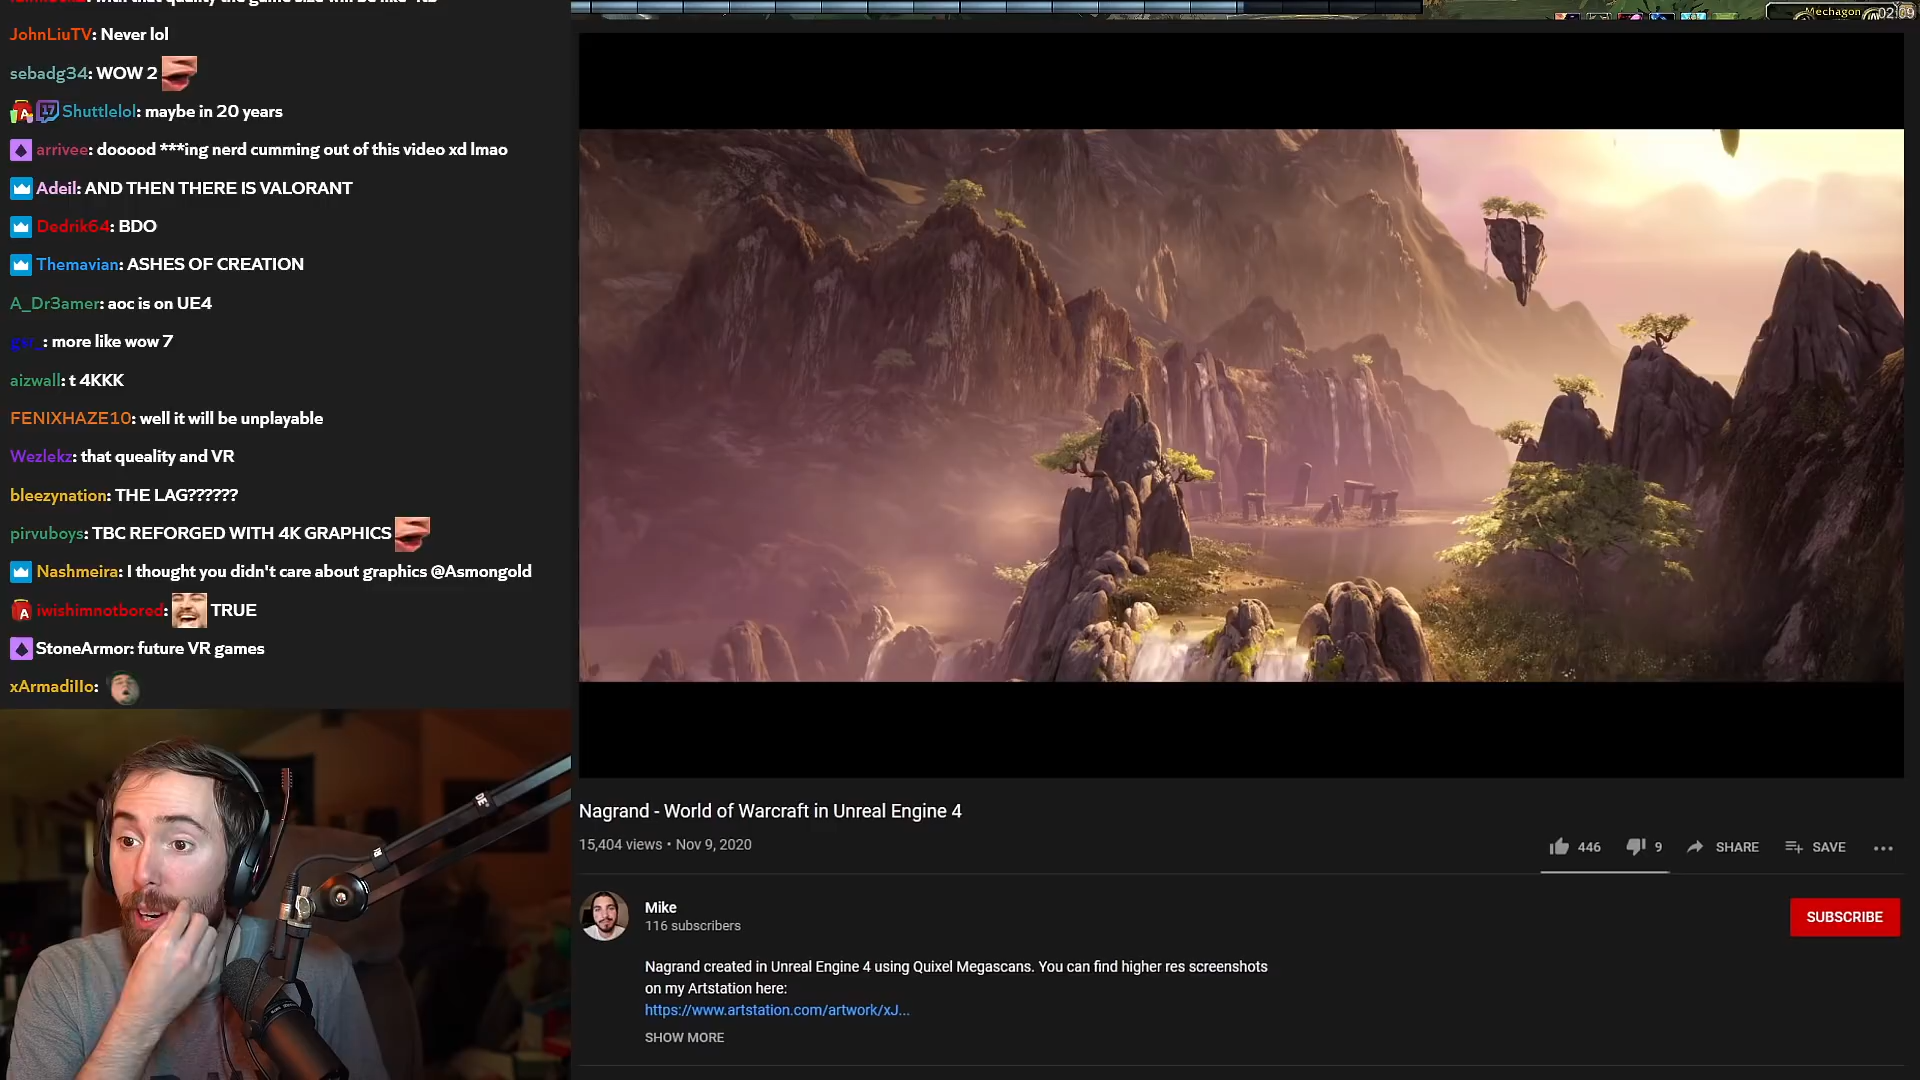 JohnLiuTV: Never lol
sebadg34: WOW 2
Shuttlelol: maybe in 20 years
arrivee: dooood ***ing nerd cumming out of this video xd lmao
Adeil: AND THEN THERE IS VALORANT
Dedrik64: BDO
Themavian: ASHES OF CREATION
A_Dr3amer: aoc is on UE4
: more like wow 7
aizwall: t 4KKK
FENIXHAZE10: well it will be unplayable
Wezlekz: that queality and VR
bleezynation: THE LAG??????
pirvuboys: TBC REFORGED WITH 4K GRAPHICS
Nashmeira: I thought you didn't care about graphics @Asmongold
iwishimnotbored: TRUE
StoneArmor: future VR games
xArmadiIIo:
Mechagon 02:09
Nagrand - World of Warcraft in Unreal Engine 4
15,404 views • Nov 9, 2020
446 9 SHARE SAVE
Mike
116 subscribers
SUBSCRIBE
Nagrand created in Unreal Engine 4 using Quixel Megascans. You can find higher res screenshots
on my Artstation here:
https://www.artstation.com/artwork/xJ...
SHOW MORE